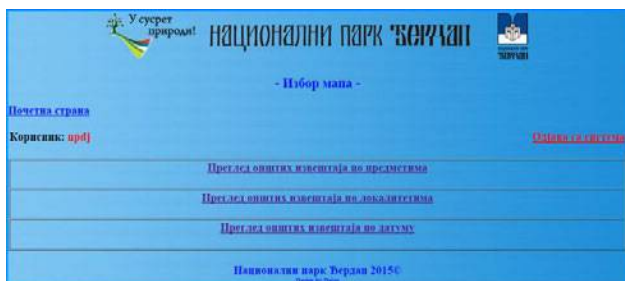 У сусрет
природи!
НАЦИОНАЛНИ ПАРК ЂЕРДАП
- Избор мапа -
Почетна страна
Корисник: npdj
Одјава са система
Преглед општих извештаја по предметима
Преглед општих извештаја по локалитетима
Преглед општих извештаја по датуму
Национални парк Ђердап 2015©